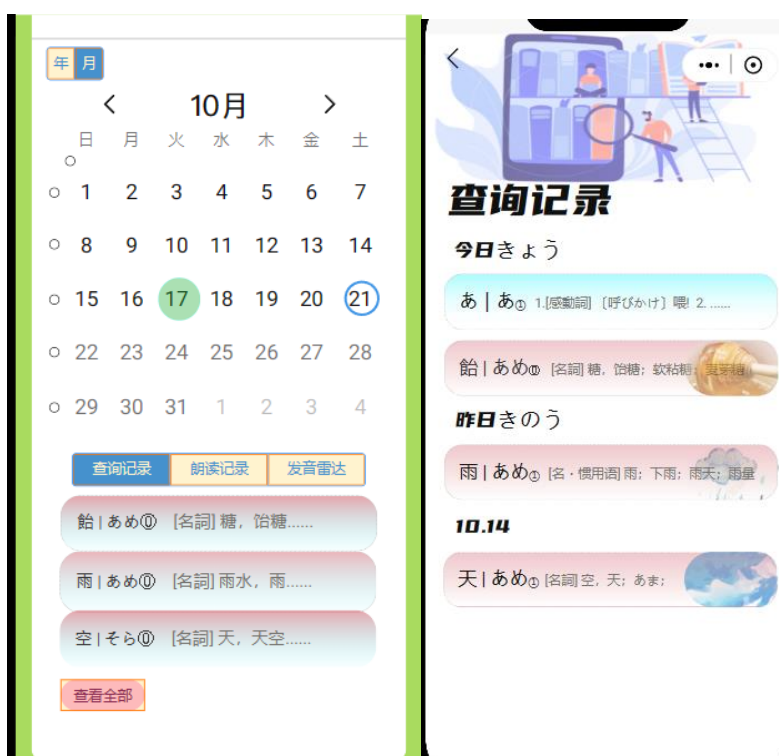 年 月
10月
日 月 火 水 木 金 土
1 2 3 4 5 6 7
8 9 10 11 12 13 14
15 16 17 18 19 20 21
22 23 24 25 26 27 28
29 30 31 1 2 3 4
查询记录 朗读记录 发音雷达
飴|あめ⓪ [名詞]糖，饴糖......
雨|あめ⓪ [名詞]雨水，雨......
空|そら⓪ [名詞]天，天空......
查看全部
查询记录
今日きょう
あ|あ① 1.[感動詞]〔呼びかけ〕喂! 2. ......
飴|あめ⓪ [名詞]糖，饴糖；软粘糖；麦芽糖
昨日きのう
雨|あめ① [名・惯用语]雨；下雨；雨天；雨量
10.14
天|あめ① [名詞]空，天；あま；